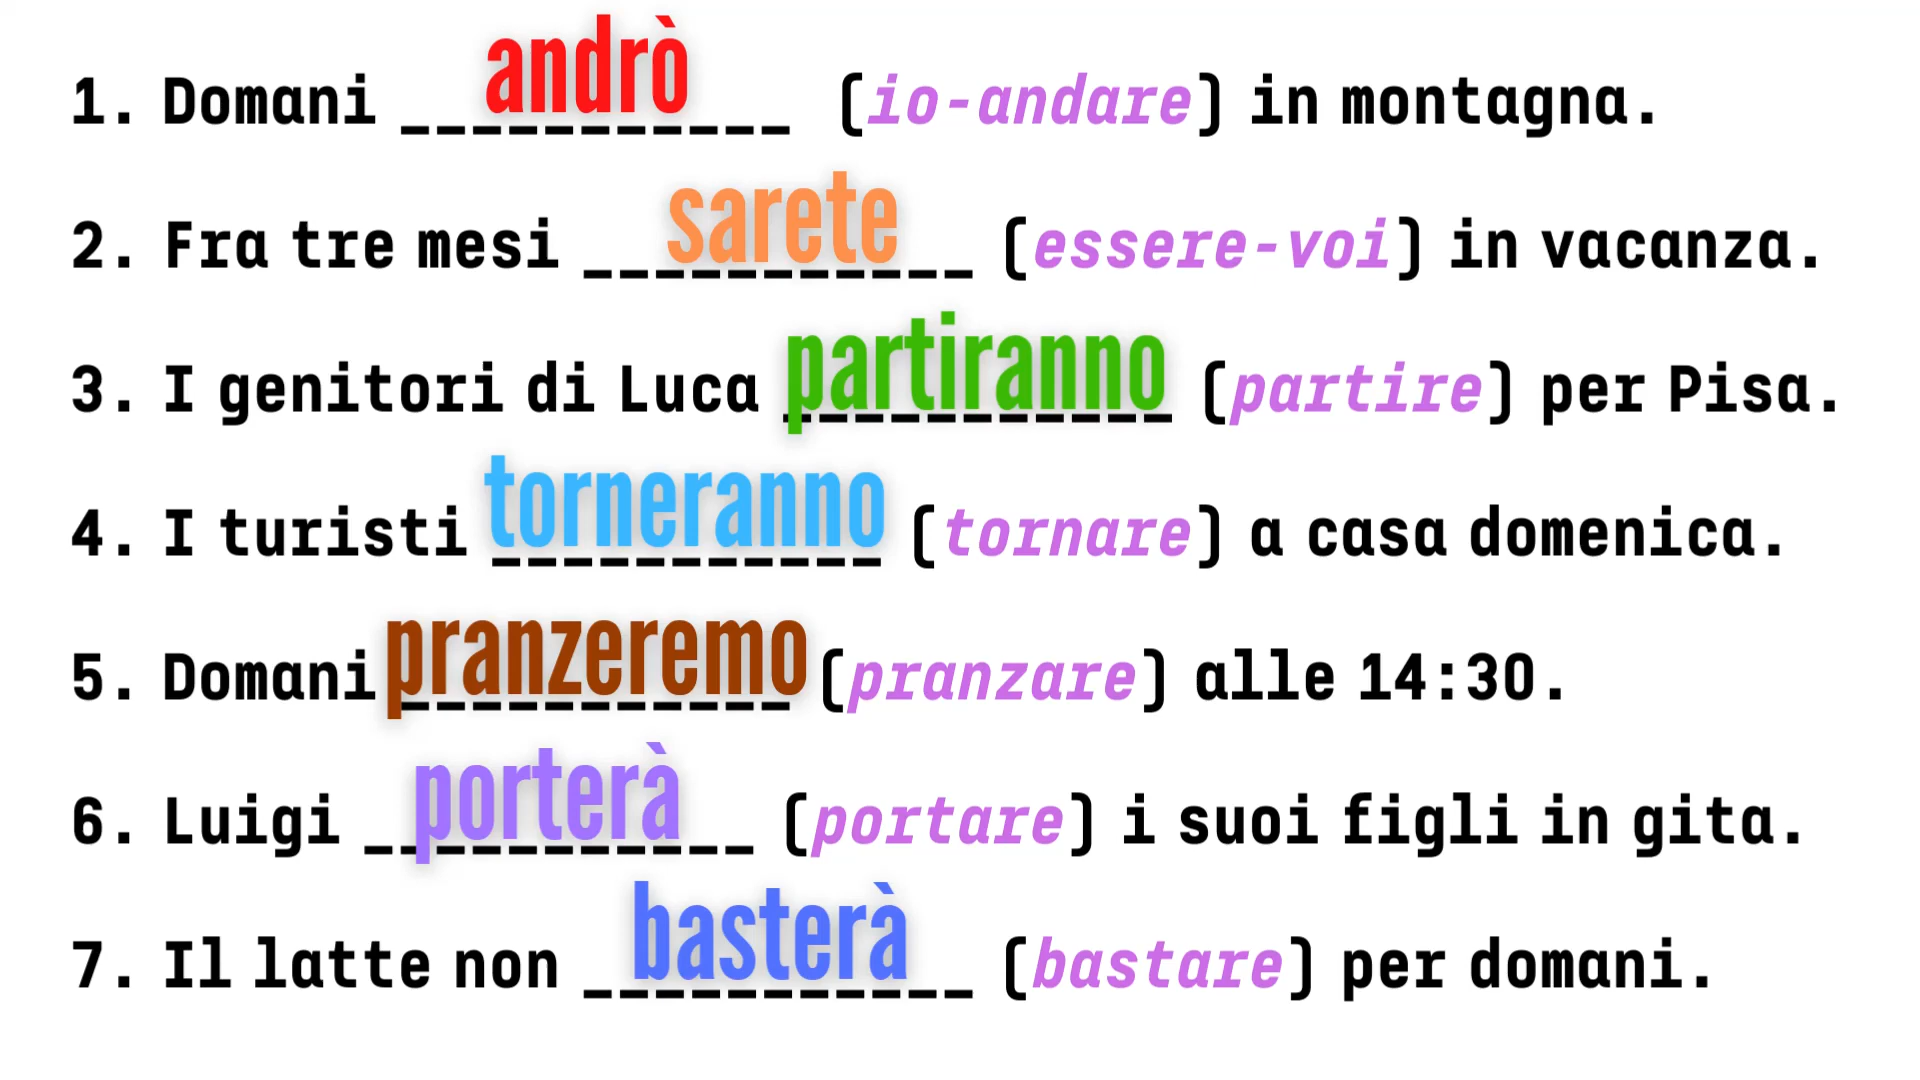 1. Domani andrò (io-andare) in montagna.
2. Fra tre mesi sarete (essere-voi) in vacanza.
3. I genitori di Luca partiranno (partire) per Pisa.
4. I turisti torneranno (tornare) a casa domenica.
5. Domani pranzeremo (pranzare) alle 14:30.
6. Luigi porterà (portare) i suoi figli in gita.
7. Il latte non basterà (bastare) per domani.